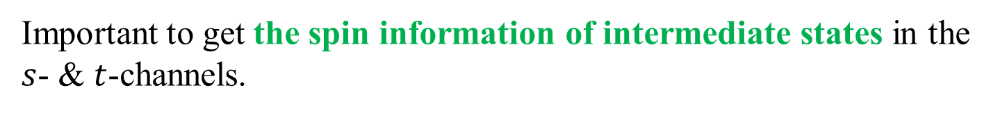 Important to get the spin information of intermediate states in the
s- & t-channels.